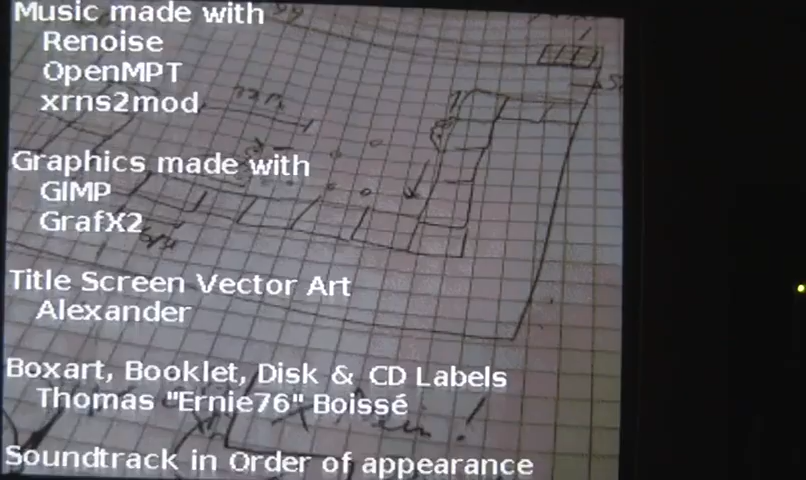 Music made with
Renoise
OpenMPT
xrns2mod
Graphics made with
GIMP
GrafX2
Title Screen Vector Art
Alexander
Boxart, Booklet, Disk & CD Labels
Thomas "Ernie76" Boissé
Soundtrack in Order of appearance